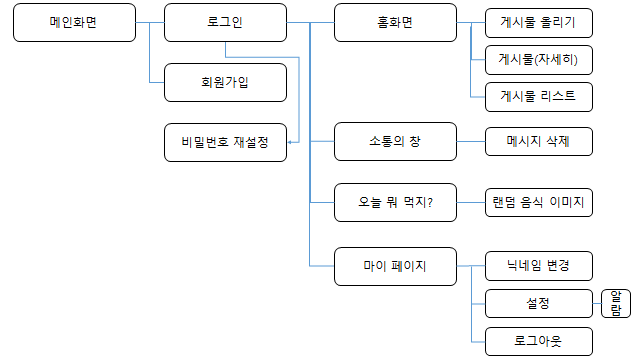 메인화면
로그인
홈화면
게시물 올리기
게시물(자세히)
회원가입
게시물 리스트
비밀번호 재설정
소통의 창
메시지 삭제
오늘 뭐 먹지?
랜덤 음식 이미지
마이 페이지
닉네임 변경
설정
알
람
로그아웃